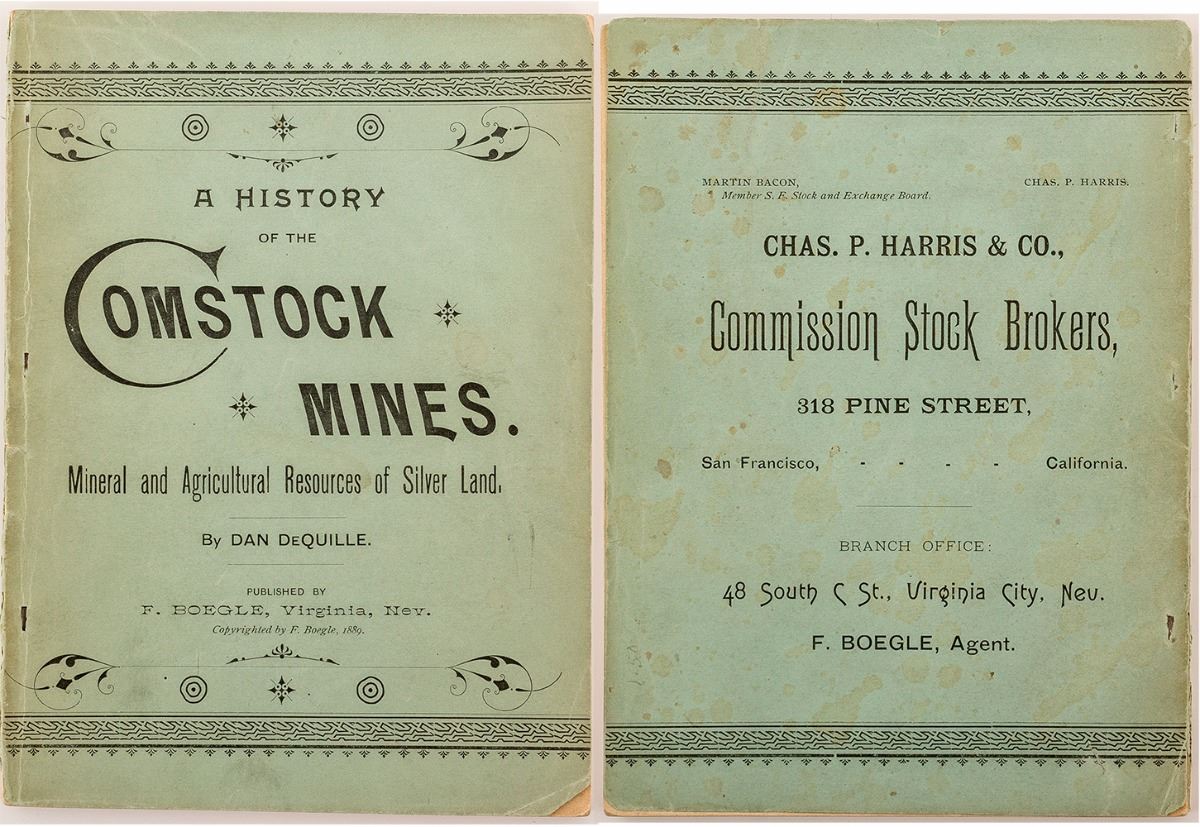 A HISTORY
OF THE
COMSTOCK
MINES.
Mineral and Agricultural Resources of Silver Land.
By DAN DEQUILLE.
PUBLISHED BY
F. BOEGLE, Virginia, Nev.
Copyrighted by F. Boegle, 1889.
MARTIN BACON, CHAS. P. HARRIS.
Member S. F. Stock and Exchange Board.
CHAS. P. HARRIS & CO.,
Commission Stock Brokers,
318 PINE STREET,
San Francisco, - - - - California.
BRANCH OFFICE:
48 South C St., Virginia City, Nev.
F. BOEGLE, Agent.